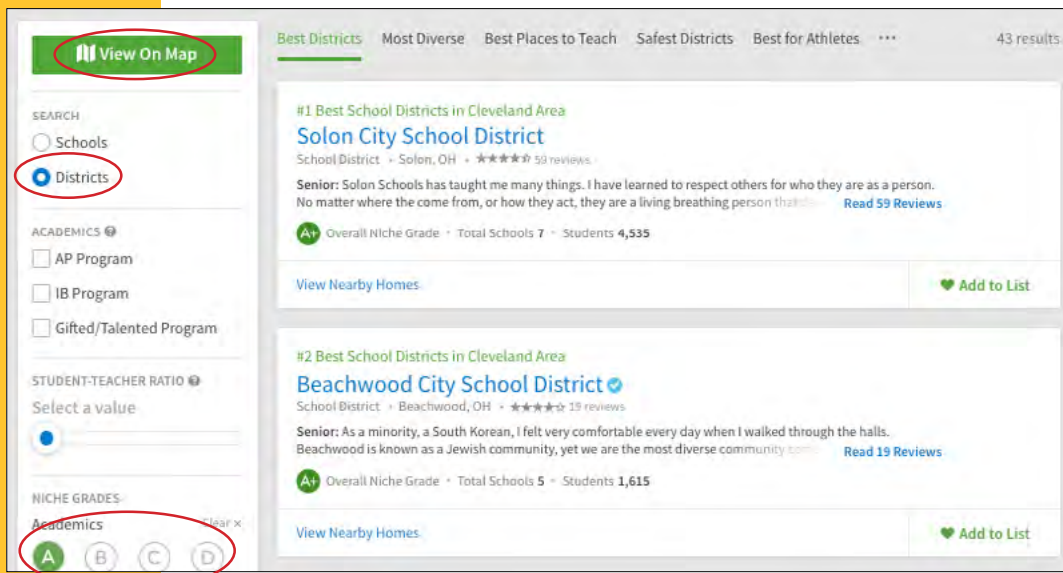 View On Map
SEARCH
Schools
Districts
ACADEMICS
AP Program
IB Program
Gifted/Talented Program
STUDENT-TEACHER RATIO
Select a value
NICHE GRADES
Academics Clear ×
A B C D
Best Districts Most Diverse Best Places to Teach Safest Districts Best for Athletes ··· 43 results
#1 Best School Districts in Cleveland Area
Solon City School District
School District • Solon, OH • 59 reviews
Senior: Solon Schools has taught me many things. I have learned to respect others for who they are as a person.
No matter where the come from, or how they act, they are a living breathing person Read 59 Reviews
A+ Overall Niche Grade • Total Schools 7 • Students 4,535
View Nearby Homes Add to List
#2 Best School Districts in Cleveland Area
Beachwood City School District
School District • Beachwood, OH • 19 reviews
Senior: As a minority, a South Korean, I felt very comfortable every day when I walked through the halls.
Beachwood is known as a Jewish community, yet we are the most diverse community Read 19 Reviews
A+ Overall Niche Grade • Total Schools 5 • Students 1,615
View Nearby Homes Add to List